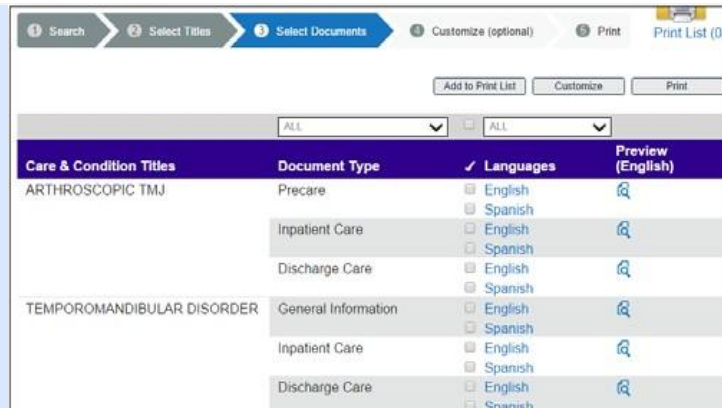 1 Search 2 Select Titles 3 Select Documents 4 Customize (optional) 5 Print Print List (0
Add to Print List Customize Print
ALL ALL
Care & Condition Titles Document Type ✓ Languages Preview (English)
ARTHROSCOPIC TMJ Precare English
Spanish
Inpatient Care English
Spanish
Discharge Care English
Spanish
TEMPOROMANDIBULAR DISORDER General Information English
Spanish
Inpatient Care English
Spanish
Discharge Care English
Spanish